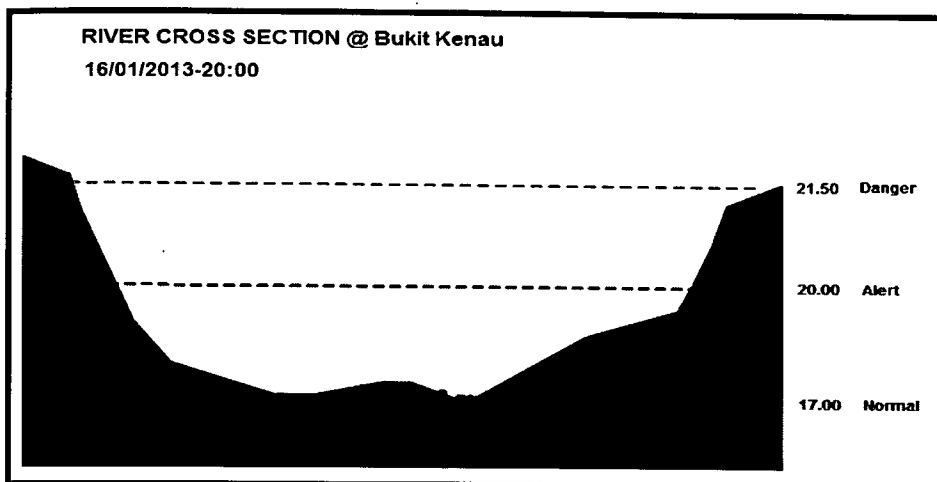 RIVER CROSS SECTION @ Bukit Kenau
16/01/2013-20:00
21.50 Danger
20.00 Alert
17.00 Normal